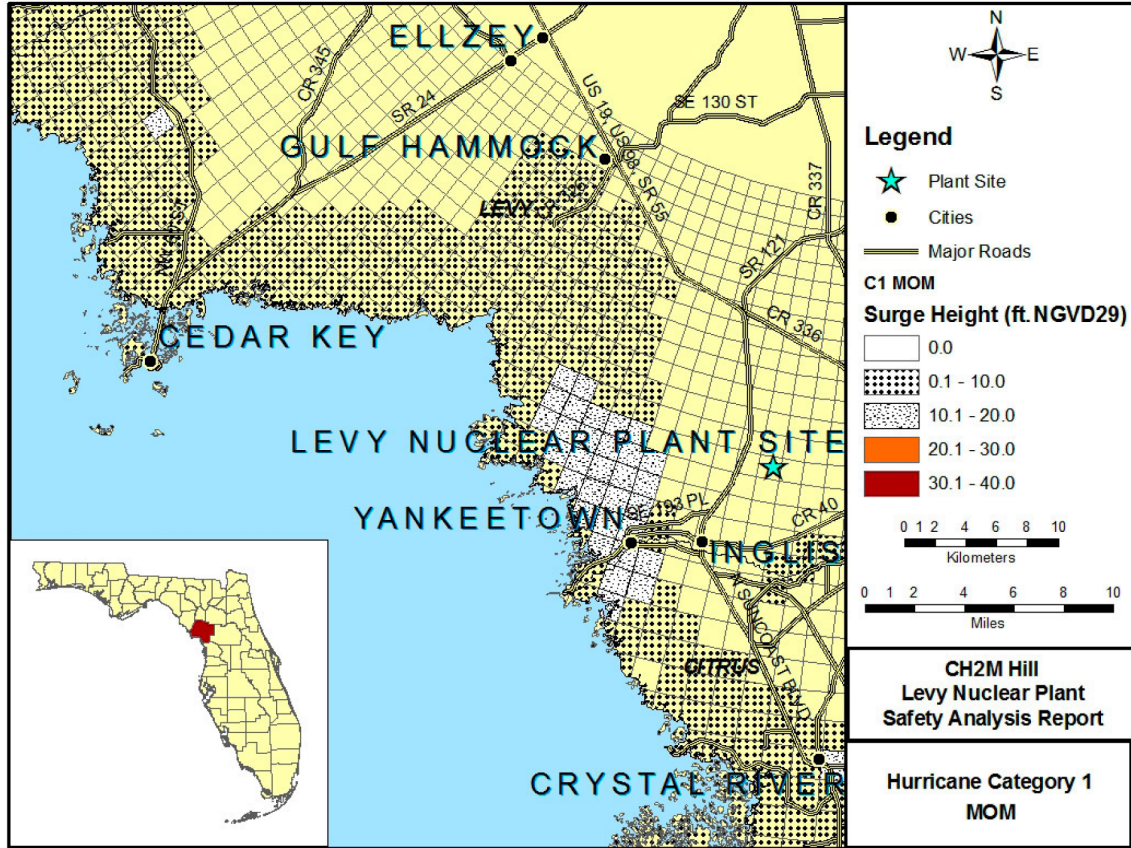 ELLZEY
CR 345
SR 24
US 19, US 98, SR 55
SE 130 ST
GULF HAMMOCK
CR 337
LEVY
SR 121
CR 336
CEDAR KEY
LEVY NUCLEAR PLANT SITE
SE 193 PL
YANKEETOWN
CR 40
INGLIS
N SUNCOAST BLVD
CITRUS
CRYSTAL RIVER
N
W
E
S
Legend
Plant Site
Cities
Major Roads
C1 MOM
Surge Height (ft. NGVD29)
0.0
0.1 - 10.0
10.1 - 20.0
20.1 - 30.0
30.1 - 40.0
0 1 2 4 6 8 10
Kilometers
0 1 2 4 6 8 10
Miles
CH2M Hill
Levy Nuclear Plant
Safety Analysis Report
Hurricane Category 1
MOM